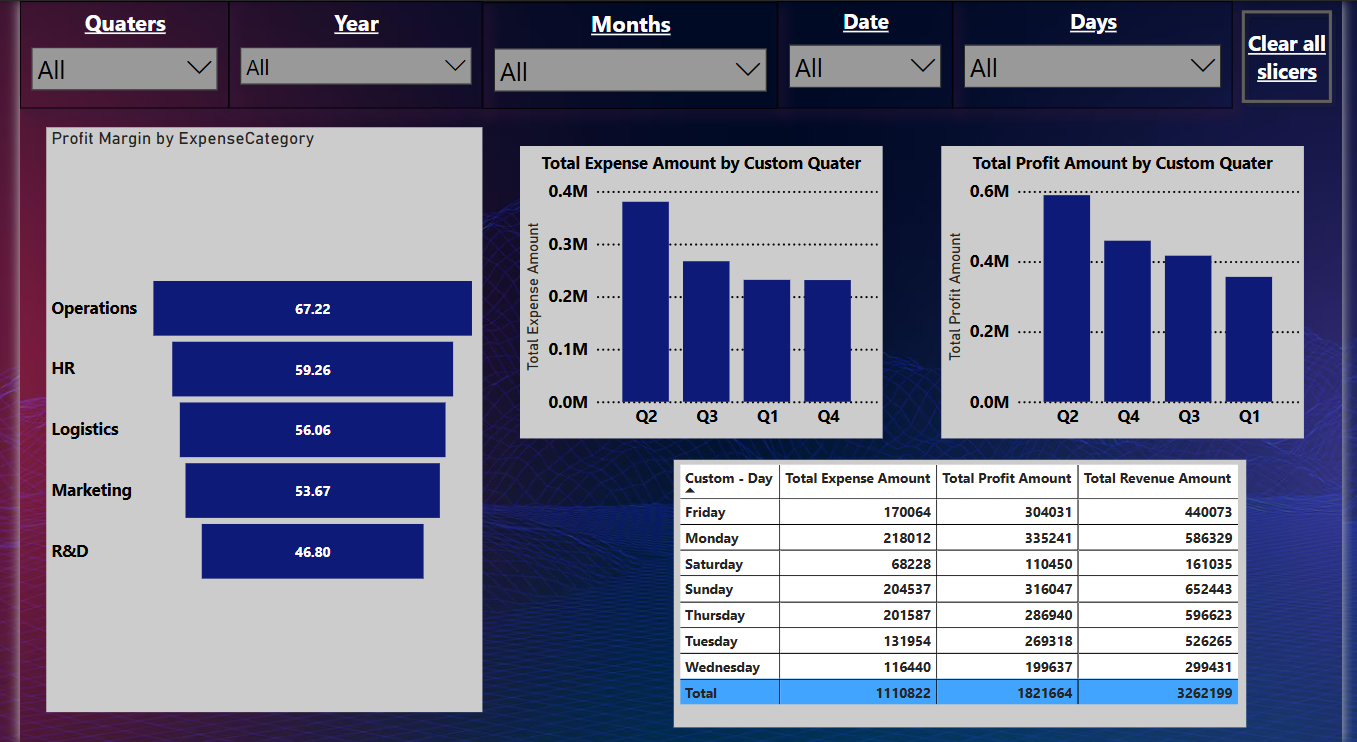 Quaters
Year
Months
Date
Days
Clear all
slicers
All
All
All
All
All
Profit Margin by ExpenseCategory
Operations
67.22
HR
59.26
Logistics
56.06
Marketing
53.67
R&D
46.80
Total Expense Amount by Custom Quater
Total Expense Amount
0.4M
0.3M
0.2M
0.1M
0.0M
Q2 Q3 Q1 Q4
Total Profit Amount by Custom Quater
Total Profit Amount
0.6M
0.4M
0.2M
0.0M
Q2 Q4 Q3 Q1
Custom - Day Total Expense Amount Total Profit Amount Total Revenue Amount
Friday 170064 304031 440073
Monday 218012 335241 586329
Saturday 68228 110450 161035
Sunday 204537 316047 652443
Thursday 201587 286940 596623
Tuesday 131954 269318 526265
Wednesday 116440 199637 299431
Total 1110822 1821664 3262199